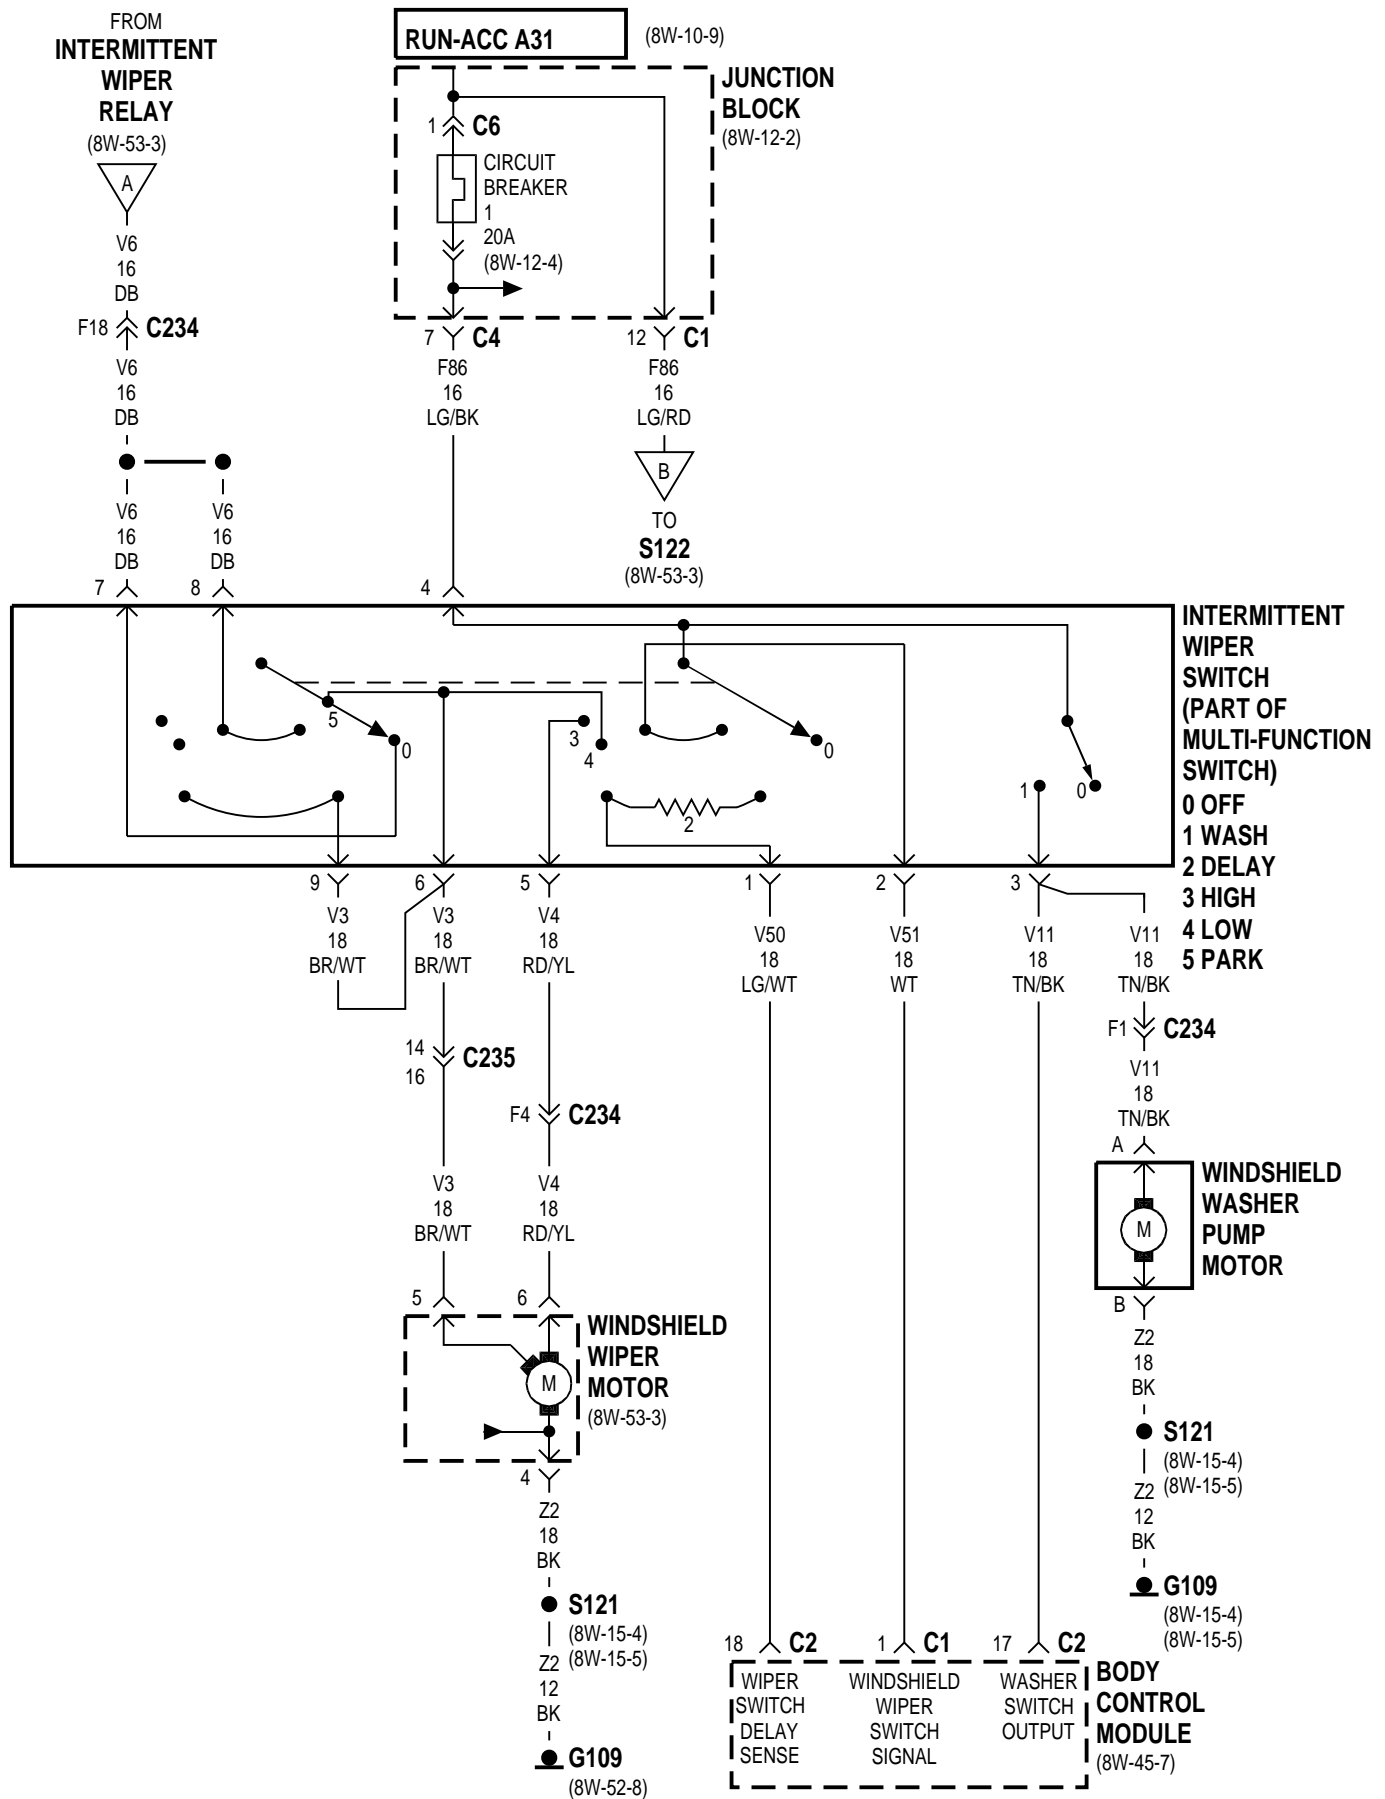 FROM
INTERMITTENT
WIPER
RELAY
(8W-53-3)
A
V6
16
DB
F18
C234
V6
16
DB
V6
16
DB
V6
16
DB
7
8
RUN-ACC A31
(8W-10-9)
JUNCTION
BLOCK
(8W-12-2)
1
C6
CIRCUIT
BREAKER
1
20A
(8W-12-4)
7
C4
12
C1
F86
16
LG/BK
F86
16
LG/RD
B
TO
S122
(8W-53-3)
4
INTERMITTENT
WIPER
SWITCH
(PART OF
MULTI-FUNCTION
SWITCH)
0 OFF
1 WASH
2 DELAY
3 HIGH
4 LOW
5 PARK
5
0
3
4
0
2
1
0
9
6
5
1
2
3
V3
18
BR/WT
V3
18
BR/WT
V4
18
RD/YL
V50
18
LG/WT
V51
18
WT
V11
18
TN/BK
V11
18
TN/BK
14
16
C235
F4
C234
F1
C234
V11
18
TN/BK
A
WINDSHIELD
WASHER
PUMP
MOTOR
M
B
Z2
18
BK
S121
(8W-15-4)
(8W-15-5)
Z2
12
BK
G109
(8W-15-4)
(8W-15-5)
V3
18
BR/WT
V4
18
RD/YL
5
6
WINDSHIELD
WIPER
MOTOR
(8W-53-3)
M
4
Z2
18
BK
S121
(8W-15-4)
(8W-15-5)
Z2
12
BK
G109
(8W-52-8)
18
C2
1
C1
17
C2
WIPER
SWITCH
DELAY
SENSE
WINDSHIELD
WIPER
SWITCH
SIGNAL
WASHER
SWITCH
OUTPUT
BODY
CONTROL
MODULE
(8W-45-7)